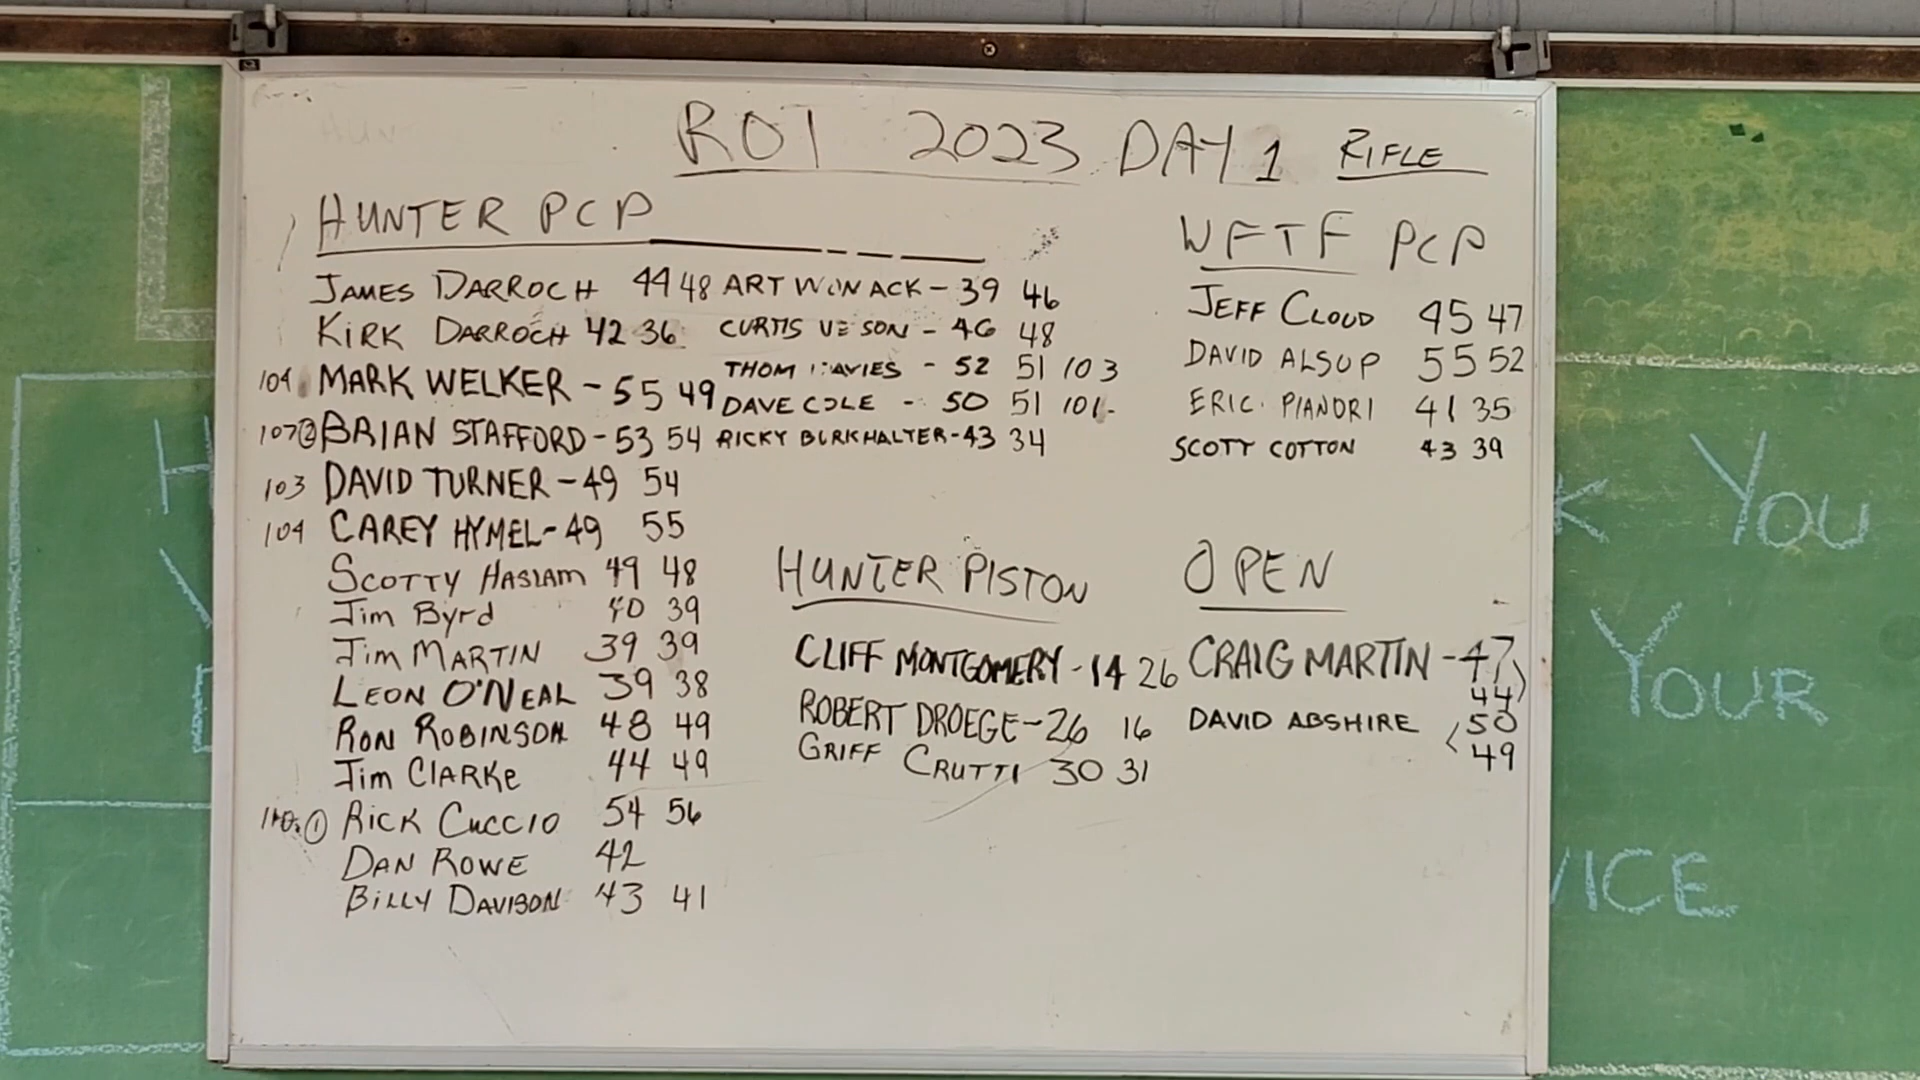 ROT 2023 DAY 1 RIFLE
HUNTER PCP
JAMES DARROCH 44 48
KIRK DARROCH 42 36
104 MARK WELKER - 55 49
107 ② BRIAN STAFFORD - 53 54
103 DAVID TURNER - 49 54
104 CAREY HYMEL - 49 55
SCOTTY HASLAM 49 48
Jim Byrd 40 39
Jim MARTIN 39 39
LEON O'NEAL 39 38
RON ROBINSON 48 49
Jim CLARKE 44 49
110 ① RICK CUCCIO 54 56
DAN ROWE 42
BILLY DAVISON 43 41
ART WOMACK - 39 46
CURTIS - 46 48
THOM DAVIES - 52 51 103
DAVE COLE - 50 51 101
RICKY BURKHALTER - 43 34
WFTF PCP
JEFF CLOUD 45 47
DAVID ALSUP 55 52
ERIC PIANORI 41 35
SCOTT COTTON 43 39
HUNTER PISTON
CLIFF MONTGOMERY - 14 26
ROBERT DROEGE - 26 16
GRIFF CRUTTI 30 31
OPEN
CRAIG MARTIN - 47
44
DAVID ABSHIRE 50
49
YOU
YOUR